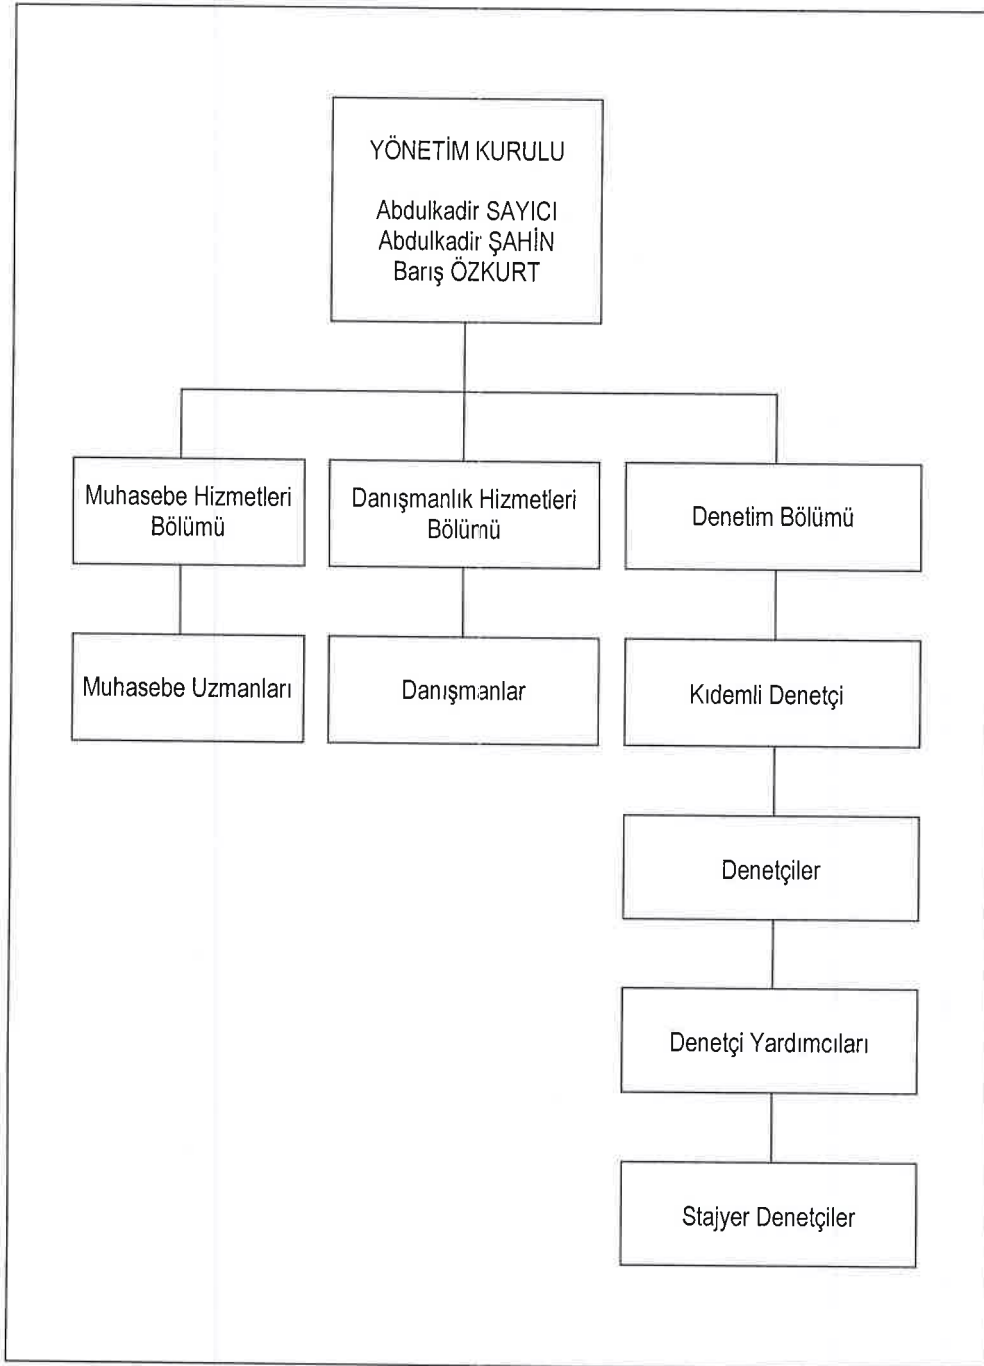 YÖNETİM KURULU
Abdulkadir SAYICI
Abdulkadir ŞAHİN
Barış ÖZKURT
Muhasebe Hizmetleri
Bölümü
Danışmanlık Hizmetleri
Bölümü
Denetim Bölümü
Muhasebe Uzmanları
Danışmanlar
Kıdemli Denetçi
Denetçiler
Denetçi Yardımcıları
Stajyer Denetçiler